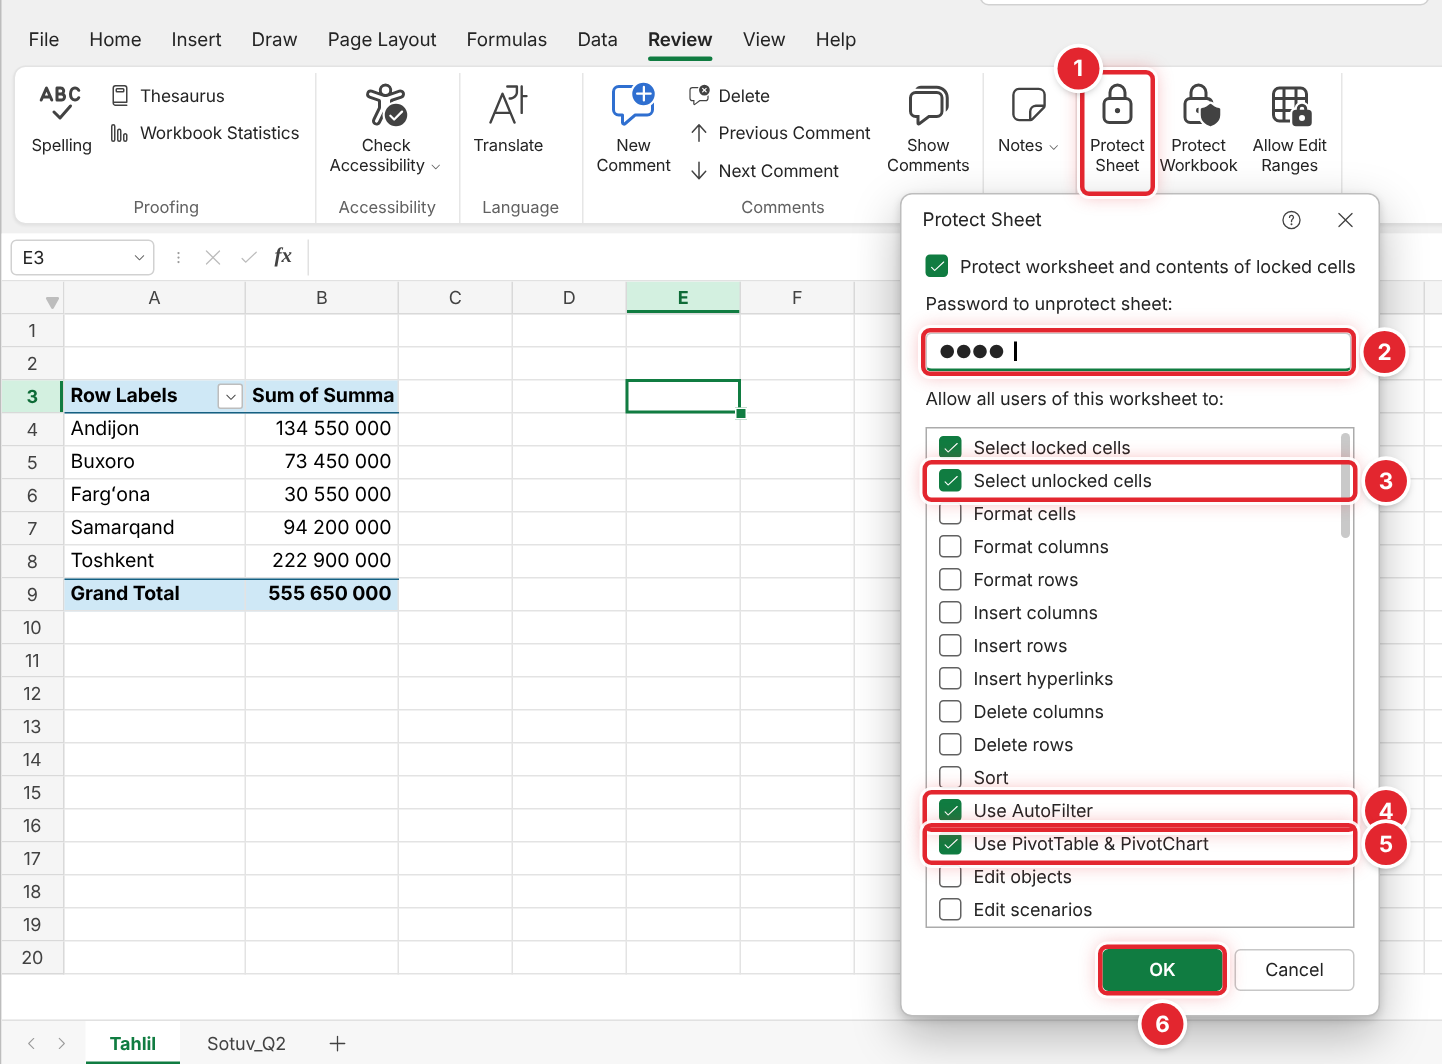 File Home Insert Draw Page Layout Formulas Data Review View Help
1
ABC
Spelling
Thesaurus
Workbook Statistics
Proofing
Check Accessibility
Accessibility
Translate
Language
New Comment
Delete
Previous Comment
Next Comment
Show Comments
Comments
Notes
Protect Sheet
Protect Workbook
Allow Edit Ranges
E3 fx
A B C D E F
1
2
3 Row Labels Sum of Summa
4 Andijon 134 550 000
5 Buxoro 73 450 000
6 Fargʻona 30 550 000
7 Samarqand 94 200 000
8 Toshkent 222 900 000
9 Grand Total 555 650 000
10
11
12
13
14
15
16
17
18
19
20
Protect Sheet
Protect worksheet and contents of locked cells
Password to unprotect sheet:
●●●● 2
Allow all users of this worksheet to:
Select locked cells
Select unlocked cells 3
Format cells
Format columns
Format rows
Insert columns
Insert rows
Insert hyperlinks
Delete columns
Delete rows
Sort
Use AutoFilter 4
Use PivotTable & PivotChart 5
Edit objects
Edit scenarios
OK Cancel
6
Tahlil Sotuv_Q2 +